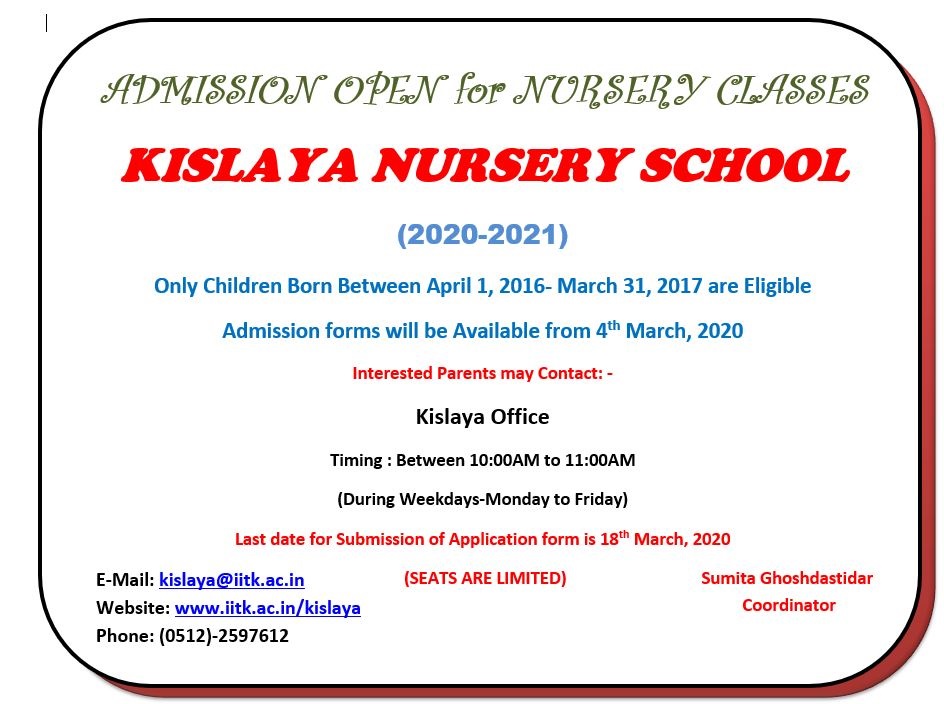 ADMISSION OPEN for NURSERY CLASSES
KISLAYA NURSERY SCHOOL
(2020-2021)
Only Children Born Between April 1, 2016- March 31, 2017 are Eligible
Admission forms will be Available from 4th March, 2020
Interested Parents may Contact: -
Kislaya Office
Timing : Between 10:00AM to 11:00AM
(During Weekdays-Monday to Friday)
Last date for Submission of Application form is 18th March, 2020
E-Mail: kislaya@iitk.ac.in
Website: www.iitk.ac.in/kislaya
Phone: (0512)-2597612
(SEATS ARE LIMITED)
Sumita Ghoshdastidar
Coordinator